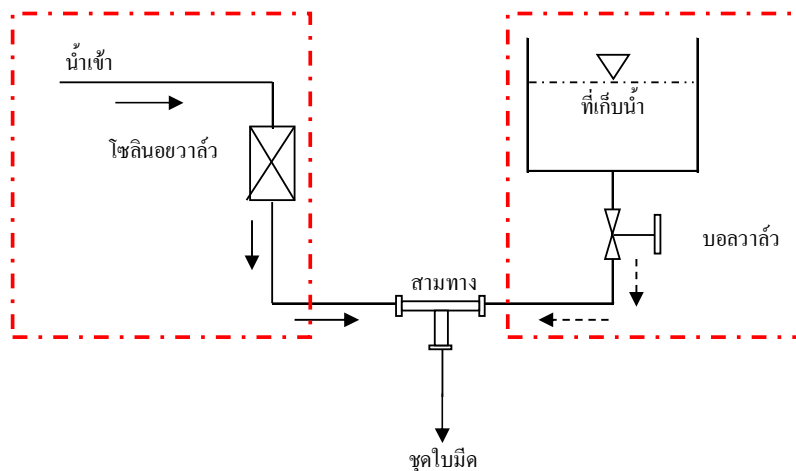 น้ำเข้า
ที่เก็บน้ำ
โซลินอยวาล์ว
บอลวาล์ว
สามทาง
ชุดใบมีด